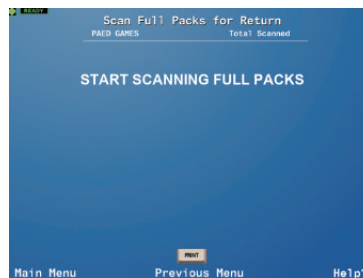 READY
Scan Full Packs for Return
PAED GAMES Total Scanned
START SCANNING FULL PACKS
PRINT
Main Menu Previous Menu Help